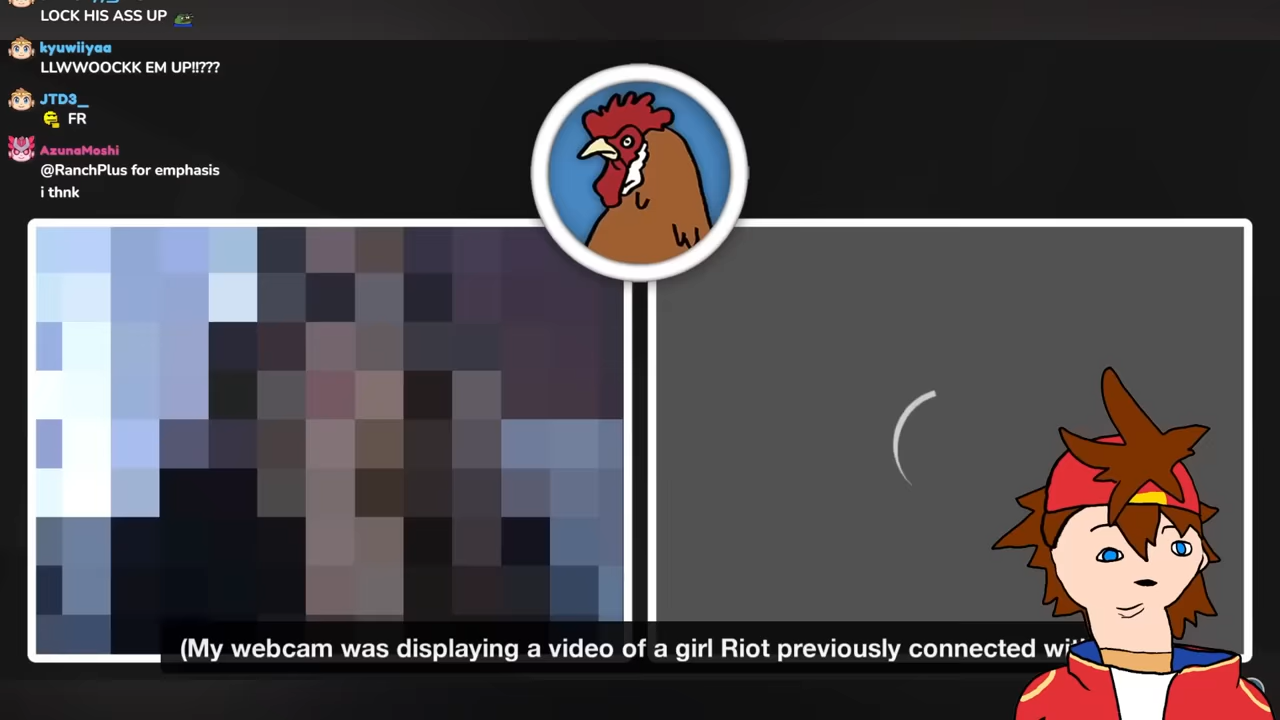 LOCK HIS ASS UP
kyuwiiyaa
LLWWOOCKK EM UP!!???
JTD3_
FR
AzunaMoshi
@RanchPlus for emphasis
i thnk
(My webcam was displaying a video of a girl Riot previously connected wit